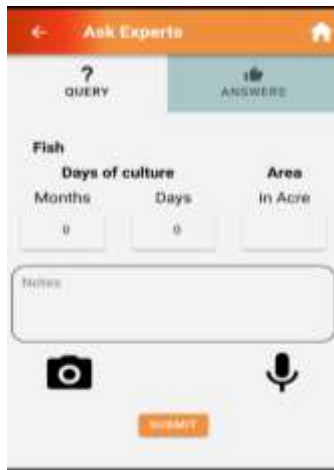 Ask Experts
?
QUERY
ANSWERS
Fish
Days of culture Area
Months Days in Acre
0 0
Notes
SUBMIT